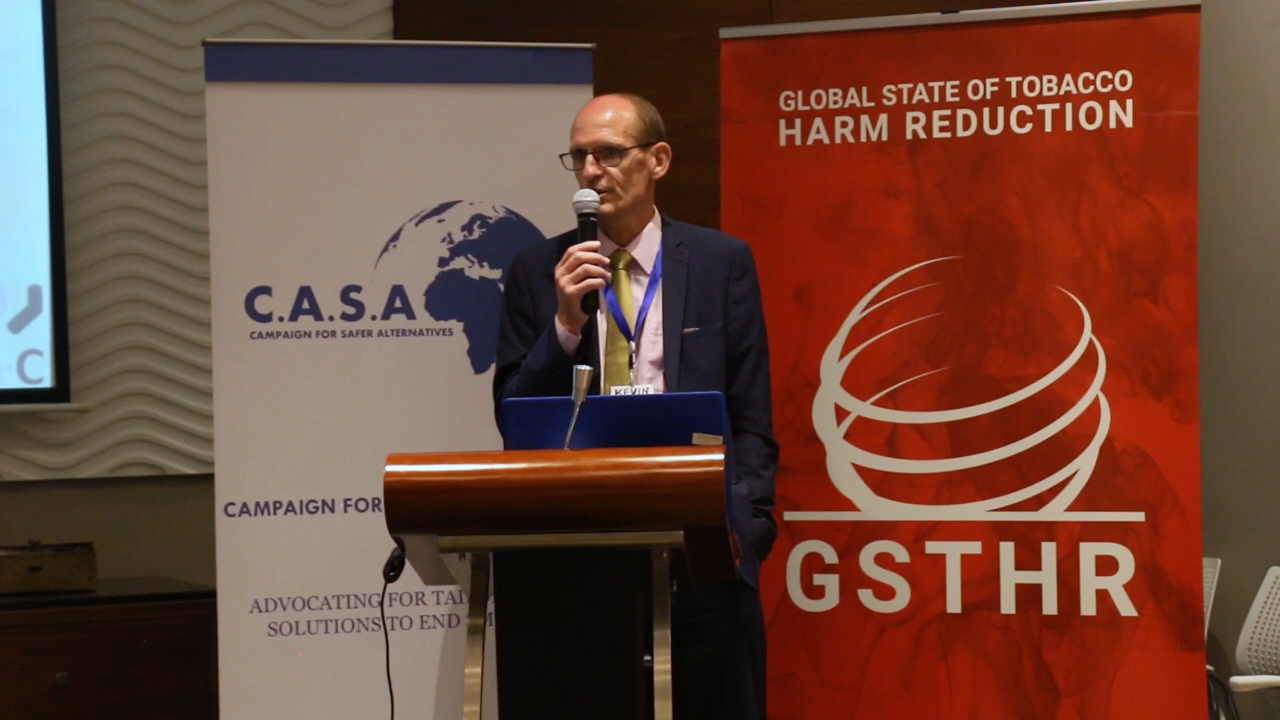 C.A.S.A
CAMPAIGN FOR SAFER ALTERNATIVES
CAMPAIGN FOR
ADVOCATING FOR
SOLUTIONS TO END
KEVIN
GLOBAL STATE OF TOBACCO
HARM REDUCTION
GSTHR
C